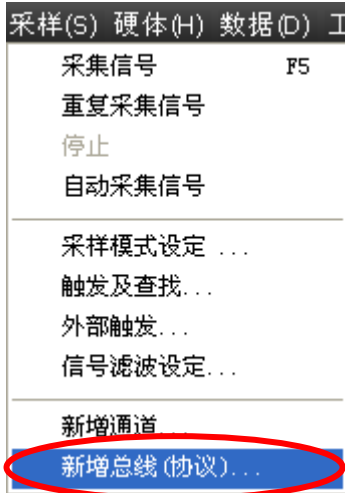 采样(S) 硬体(H) 数据(D) 工
采集信号 F5
重复采集信号
停止
自动采集信号
采样模式设定 ...
触发及查找...
外部触发...
信号滤波设定...
新增通道...
新增总线(协议)...